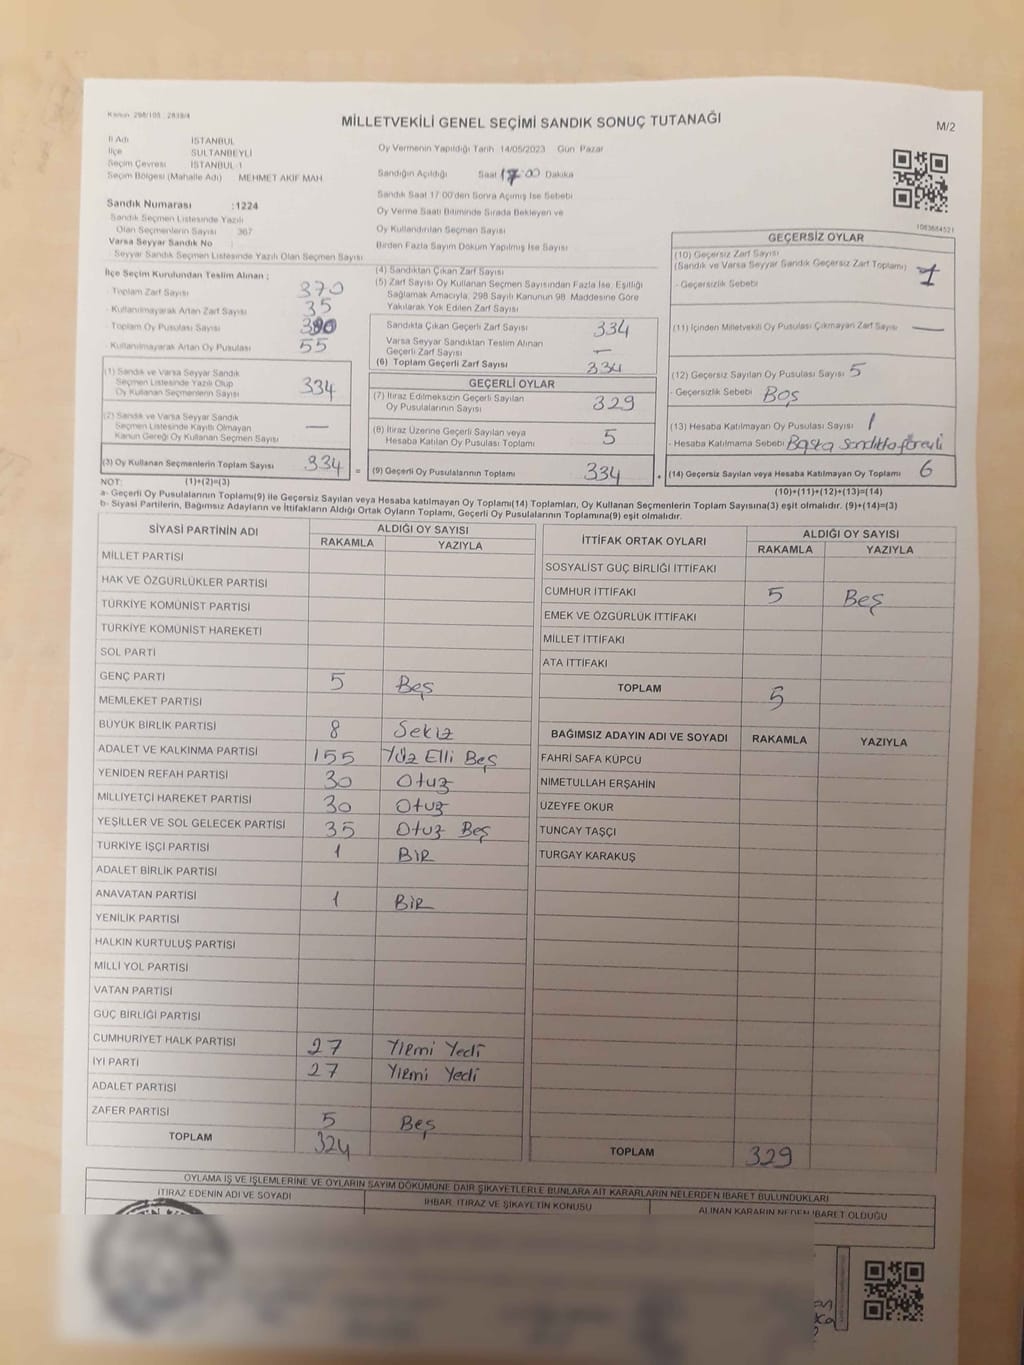 Kanun 298/105 : 2839/4
MİLLETVEKİLİ GENEL SEÇİMİ SANDIK SONUÇ TUTANAĞI
M/2
İl Adı İSTANBUL
İlçe SULTANBEYLİ
Seçim Çevresi İSTANBUL-1
Seçim Bölgesi (Mahalle Adı) MEHMET AKİF MAH
Oy Vermenin Yapıldığı Tarih 14/05/2023 Gün Pazar
Sandığın Açıldığı Saat 17:00 Dakika
Sandık Saat 17:00'den Sonra Açımış İse Sebebi
Oy Verme Saati Bitiminde Sırada Bekleyen ve
Oy Kullandırılan Seçmen Sayısı
Birden Fazla Sayım Döküm Yapılmış İse Sayısı
Sandık Numarası :1224
Sandık Seçmen Listesinde Yazılı
Olan Seçmenlerin Sayısı 367
Varsa Seyyar Sandık No :
Seyyar Sandık Seçmen Listesinde Yazılı Olan Seçmen Sayısı
1083684521
İlçe Seçim Kurulundan Teslim Alınan ;
- Toplam Zarf Sayısı 370
- Kullanılmayarak Artan Zarf Sayısı 35
- Toplam Oy Pusulası Sayısı
- Kullanılmayarak Artan Oy Pusulası 55
(1) Sandık ve Varsa Seyyar Sandık
Seçmen Listesinde Yazılı Olup
Oy Kullanan Seçmenlerin Sayısı 334
(2) Sandık ve Varsa Seyyar Sandık
Seçmen Listesinde Kayıtlı Olmayan
Kanun Gereği Oy Kullanan Seçmen Sayısı —
(3) Oy Kullanan Seçmenlerin Toplam Sayısı 334
(4) Sandıktan Çıkan Zarf Sayısı
(5) Zarf Sayısı Oy Kullanan Seçmen Sayısından Fazla İse, Eşitliği
Sağlamak Amacıyla, 298 Sayılı Kanunun 98. Maddesine Göre
Yakılarak Yok Edilen Zarf Sayısı
Sandıkta Çıkan Geçerli Zarf Sayısı 334
Varsa Seyyar Sandıktan Teslim Alınan
Geçerli Zarf Sayısı —
(6) Toplam Geçerli Zarf Sayısı 334
GEÇERLİ OYLAR
(7) İtiraz Edilmeksizin Geçerli Sayılan
Oy Pusulalarının Sayısı 329
(8) İtiraz Üzerine Geçerli Sayılan veya
Hesaba Katılan Oy Pusulası Toplamı 5
= (9) Geçerli Oy Pusulalarının Toplamı 334
GEÇERSİZ OYLAR
(10) Geçersiz Zarf Sayısı
(Sandık ve Varsa Seyyar Sandık Geçersiz Zarf Toplamı)
- Geçersizlik Sebebi
(11) İçinden Milletvekili Oy Pusulası Çıkmayan Zarf Sayısı —
(12) Geçersiz Sayılan Oy Pusulası Sayısı 5
- Geçersizlik Sebebi Boş
(13) Hesaba Katılmayan Oy Pusulası Sayısı 1
- Hesaba Katılmama Sebebi Başka sandıkta
(14) Geçersiz Sayılan veya Hesaba Katılmayan Oy Toplamı 6
NOT: (1)+(2)=(3)
(10)+(11)+(12)+(13)=(14)
a- Geçerli Oy Pusulalarının Toplamı(9) ile Geçersiz Sayılan veya Hesaba katılmayan Oy Toplamı(14) Toplamları, Oy Kullanan Seçmenlerin Toplam Sayısına(3) eşit olmalıdır. (9)+(14)=(3)
b- Siyasi Partilerin, Bağımsız Adayların ve İttifakların Aldığı Ortak Oyların Toplamı, Geçerli Oy Pusulalarının Toplamına(9) eşit olmalıdır.
SİYASİ PARTİNİN ADI ALDIĞI OY SAYISI
RAKAMLA YAZIYLA
MİLLET PARTİSİ
HAK VE ÖZGÜRLÜKLER PARTİSİ
TÜRKİYE KOMÜNİST PARTİSİ
TÜRKİYE KOMÜNİST HAREKETİ
SOL PARTİ
GENÇ PARTİ 5 Beş
MEMLEKET PARTİSİ
BÜYÜK BİRLİK PARTİSİ 8 Sekiz
ADALET VE KALKINMA PARTİSİ 155 Yüz Elli Beş
YENİDEN REFAH PARTİSİ 30 Otuz
MİLLİYETÇİ HAREKET PARTİSİ 30 Otuz
YEŞİLLER VE SOL GELECEK PARTİSİ 35 Otuz Beş
TÜRKİYE İŞÇİ PARTİSİ 1 BİR
ADALET BİRLİK PARTİSİ
ANAVATAN PARTİSİ 1 BİR
YENİLİK PARTİSİ
HALKIN KURTULUŞ PARTİSİ
MİLLİ YOL PARTİSİ
VATAN PARTİSİ
GÜÇ BİRLİĞİ PARTİSİ
CUMHURİYET HALK PARTİSİ 27 Yirmi Yedi
İYİ PARTİ 27 Yirmi Yedi
ADALET PARTİSİ
ZAFER PARTİSİ 5 Beş
TOPLAM 324
İTTİFAK ORTAK OYLARI ALDIĞI OY SAYISI
RAKAMLA YAZIYLA
SOSYALİST GÜÇ BİRLİĞİ İTTİFAKI
CUMHUR İTTİFAKI 5 Beş
EMEK VE ÖZGÜRLÜK İTTİFAKI
MİLLET İTTİFAKI
ATA İTTİFAKI
TOPLAM 5
BAĞIMSIZ ADAYIN ADI VE SOYADI RAKAMLA YAZIYLA
FAHRİ SAFA KÜPCÜ
NİMETULLAH ERŞAHİN
UZEYFE OKUR
TUNCAY TAŞÇI
TURGAY KARAKUŞ
TOPLAM 329
OYLAMA İŞ VE İŞLEMLERİNE VE OYLARIN SAYIM DÖKÜMÜNE DAİR ŞİKAYETLERLE BUNLARA AİT KARARLARIN NELERDEN İBARET BULUNDUKLARI
İTİRAZ EDENİN ADI VE SOYADI İHBAR, İTİRAZ VE ŞİKAYETİN KONUSU ALINAN KARARIN NEDEN İBARET OLDUĞU